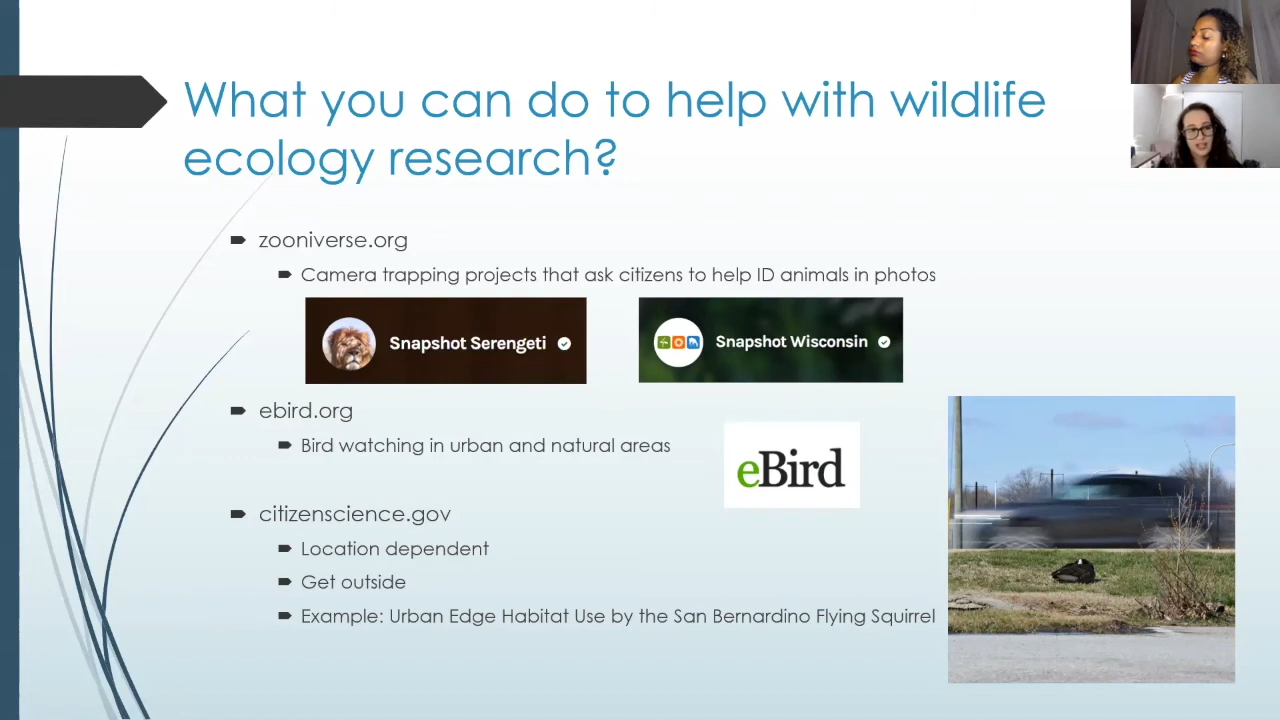 What you can do to help with wildlife
ecology research?
zooniverse.org
Camera trapping projects that ask citizens to help ID animals in photos
Snapshot Serengeti
Snapshot Wisconsin
ebird.org
Bird watching in urban and natural areas
eBird
citizenscience.gov
Location dependent
Get outside
Example: Urban Edge Habitat Use by the San Bernardino Flying Squirrel